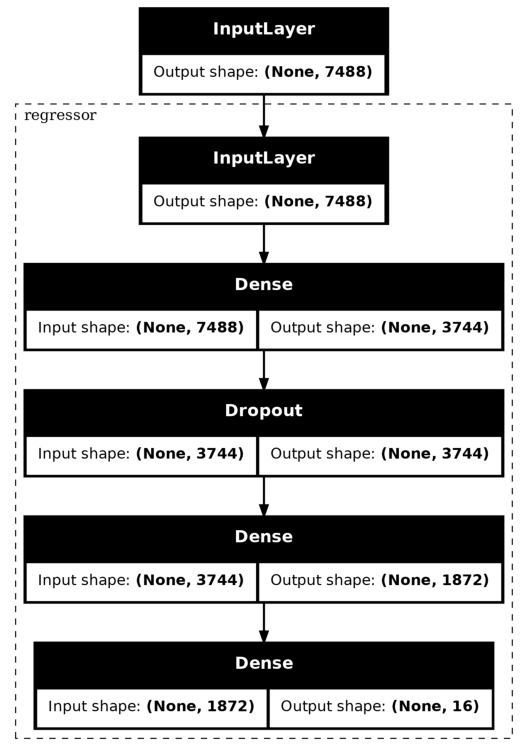 InputLayer
Output shape: (None, 7488)
regressor
InputLayer
Output shape: (None, 7488)
Dense
Input shape: (None, 7488) Output shape: (None, 3744)
Dropout
Input shape: (None, 3744) Output shape: (None, 3744)
Dense
Input shape: (None, 3744) Output shape: (None, 1872)
Dense
Input shape: (None, 1872) Output shape: (None, 16)